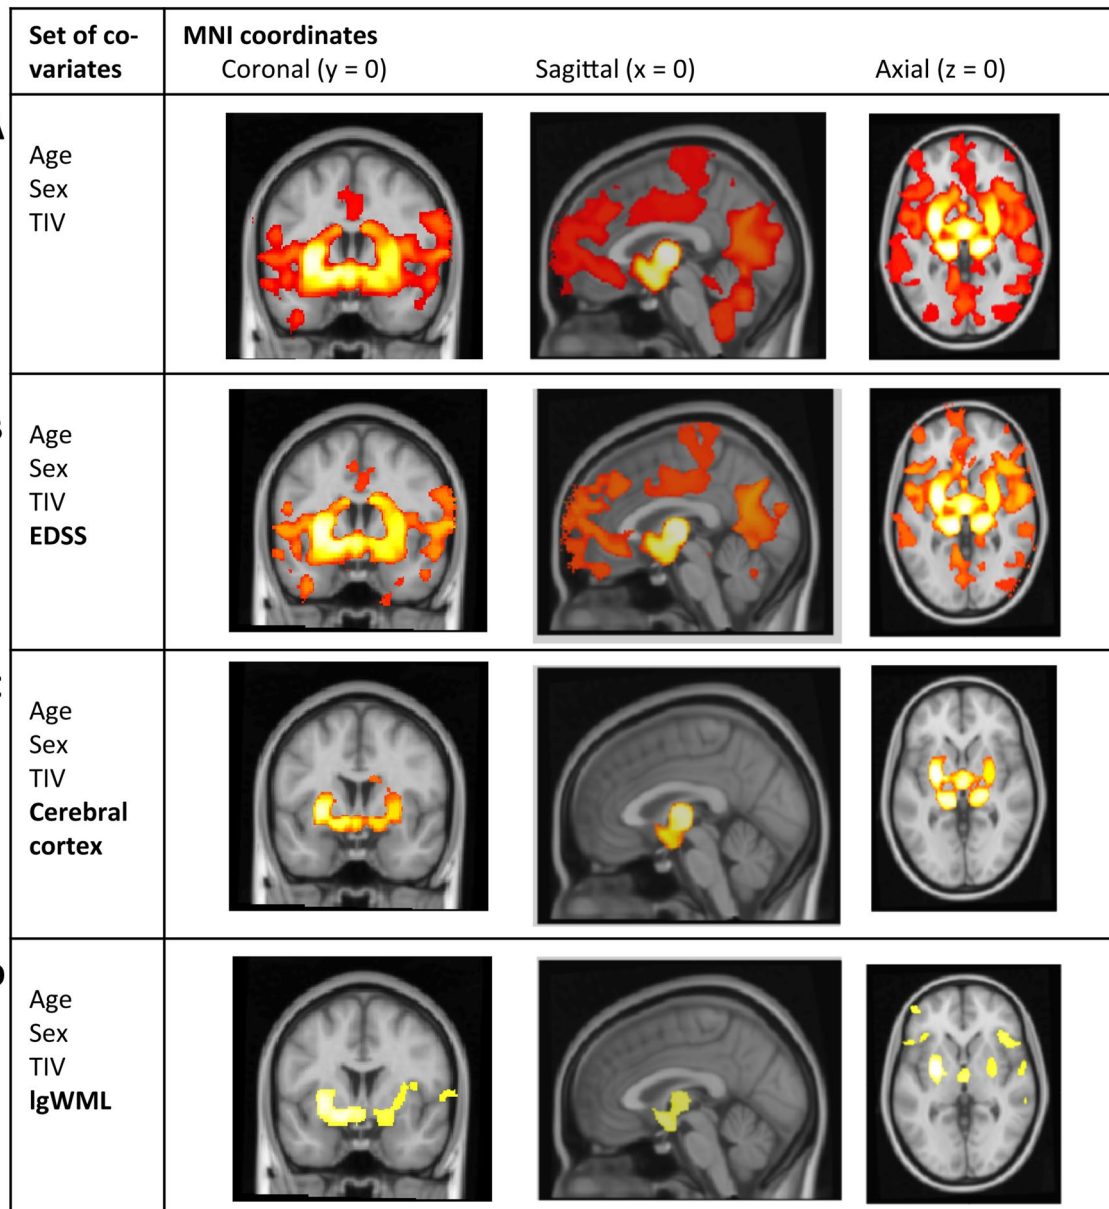 Set of co-
variates
MNI coordinates
Coronal (y = 0) Sagittal (x = 0) Axial (z = 0)
Age
Sex
TIV
Age
Sex
TIV
EDSS
Age
Sex
TIV
Cerebral
cortex
Age
Sex
TIV
lgWML